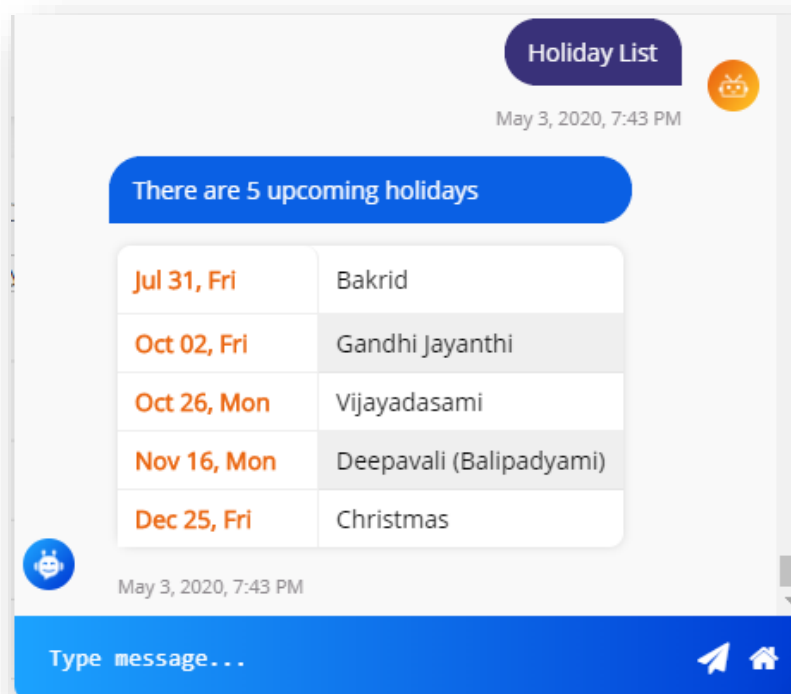 Holiday List
May 3, 2020, 7:43 PM
There are 5 upcoming holidays
Jul 31, Fri Bakrid
Oct 02, Fri Gandhi Jayanthi
Oct 26, Mon Vijayadasami
Nov 16, Mon Deepavali (Balipadyami)
Dec 25, Fri Christmas
May 3, 2020, 7:43 PM
Type message...